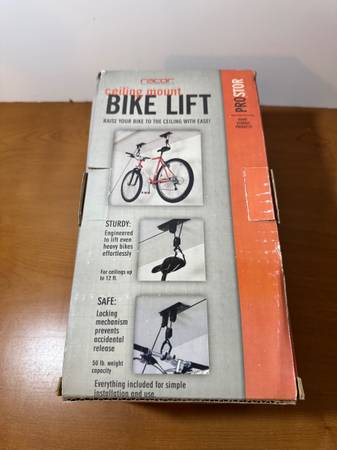 racor
ceiling mount
BIKE LIFT
RAISE YOUR BIKE TO THE CEILING WITH EASE!
PROSTOR
STURDY:
Engineered
to lift even
heavy bikes
effortlessly
For ceilings up
to 12 ft.
SAFE:
Locking
mechanism
prevents
accidental
release
50 lb. weight
capacity
Everything included for simple
installation and use